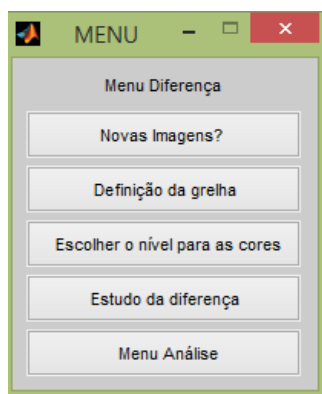 MENU
Menu Diferença
Novas Imagens?
Definição da grelha
Escolher o nível para as cores
Estudo da diferença
Menu Análise